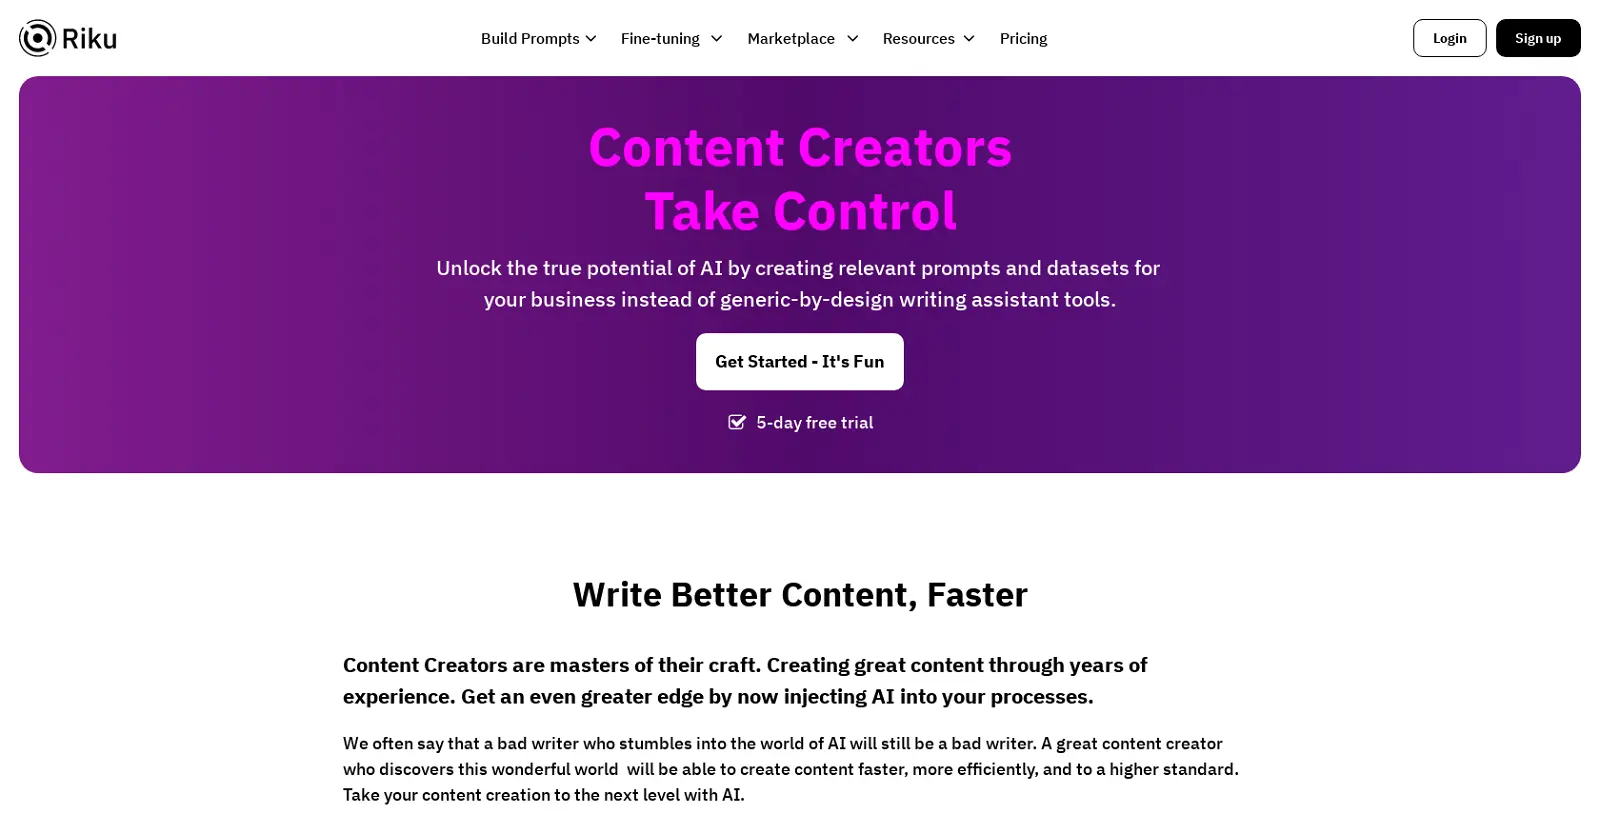 Riku
Build Prompts
Fine-tuning
Marketplace
Resources
Pricing
Login
Sign up
Content Creators
Take Control
Unlock the true potential of AI by creating relevant prompts and datasets for
your business instead of generic-by-design writing assistant tools.
Get Started - It's Fun
5-day free trial
Write Better Content, Faster
Content Creators are masters of their craft. Creating great content through years of
experience. Get an even greater edge by now injecting AI into your processes.
We often say that a bad writer who stumbles into the world of AI will still be a bad writer. A great content creator
who discovers this wonderful world  will be able to create content faster, more efficiently, and to a higher standard.
Take your content creation to the next level with AI.